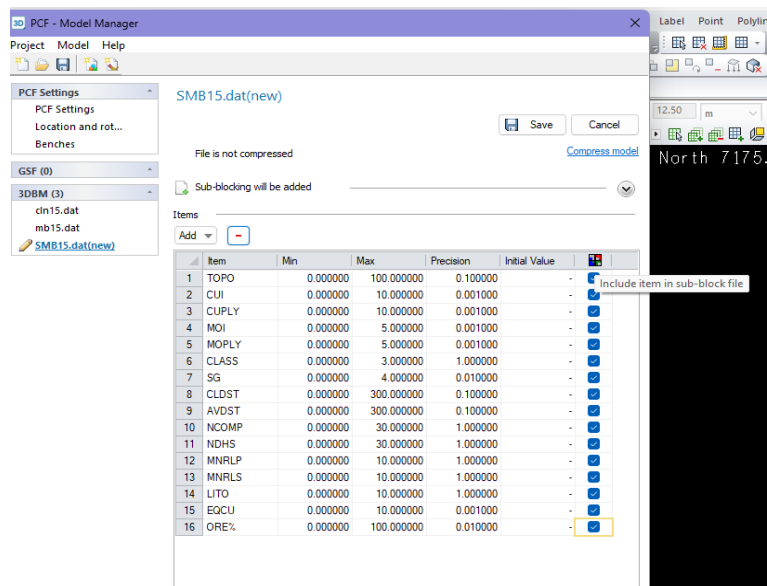 3D PCF - Model Manager
Project Model Help
PCF Settings
PCF Settings
Location and rot...
Benches
GSF (0)
3DBM (3)
cln15.dat
mb15.dat
SMB15.dat(new)
SMB15.dat(new)
Save Cancel
File is not compressed Compress model
Sub-blocking will be added
Items
Add
Item Min Max Precision Initial Value
1 TOPO 0.000000 100.000000 0.100000 -
2 CUI 0.000000 10.000000 0.001000 -
3 CUPLY 0.000000 10.000000 0.001000 -
4 MOI 0.000000 5.000000 0.001000 -
5 MOPLY 0.000000 5.000000 0.001000 -
6 CLASS 0.000000 3.000000 1.000000 -
7 SG 0.000000 4.000000 0.010000 -
8 CLDST 0.000000 300.000000 0.100000 -
9 AVDST 0.000000 300.000000 0.100000 -
10 NCOMP 0.000000 30.000000 1.000000 -
11 NDHS 0.000000 30.000000 1.000000 -
12 MNRLP 0.000000 10.000000 1.000000 -
13 MNRLS 0.000000 10.000000 1.000000 -
14 LITO 0.000000 10.000000 1.000000 -
15 EQCU 0.000000 10.000000 0.001000 -
16 ORE% 0.000000 100.000000 0.010000 -
Include item in sub-block file
Label Point Polylin
12.50 m
North 7175.